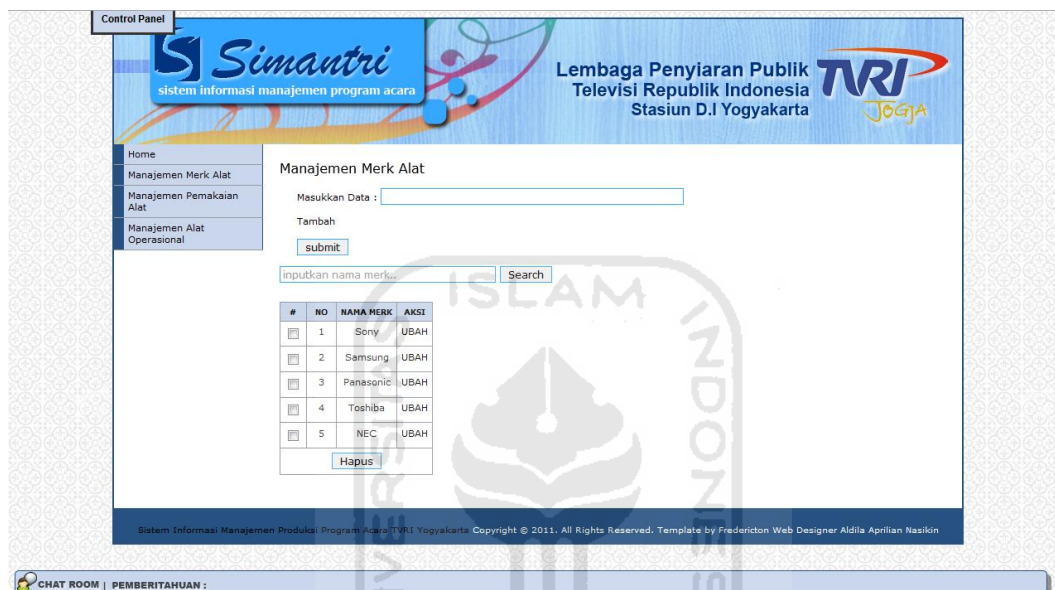 Control Panel
Simantri
sistem informasi manajemen program acara
Lembaga Penyiaran Publik
Televisi Republik Indonesia
Stasiun D.I Yogyakarta
TVRI
JOGJA
Home
Manajemen Merk Alat
Manajemen Pemakaian
Alat
Manajemen Alat
Operasional
Manajemen Merk Alat
Masukkan Data :
Tambah
submit
inputkan nama merk.. Search
# NO NAMA MERK AKSI
1 Sony UBAH
2 Samsung UBAH
3 Panasonic UBAH
4 Toshiba UBAH
5 NEC UBAH
Hapus
ISLAM
INDONES
VERSITAS
Sistem Informasi Manajemen Produksi Program Acara TVRI Yogyakarta Copyright © 2011. All Rights Reserved. Template by Fredericton Web Designer Aldila Aprilian Nasikin
CHAT ROOM | PEMBERITAHUAN :